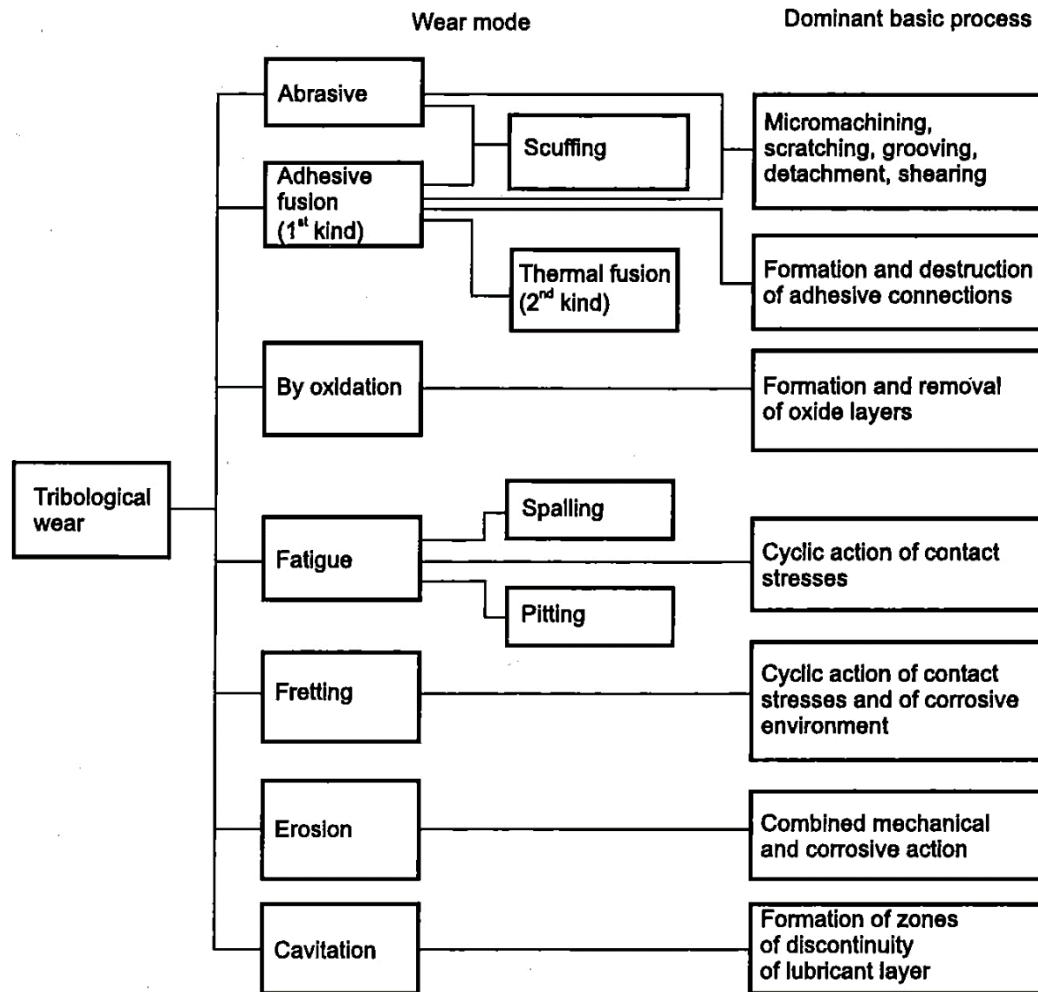 Wear mode
Dominant basic process
Abrasive
Scuffing
Micromachining,
scratching, grooving,
detachment, shearing
Adhesive
fusion
(1st kind)
Thermal fusion
(2nd kind)
Formation and destruction
of adhesive connections
By oxidation
Formation and removal
of oxide layers
Tribological
wear
Spalling
Fatigue
Cyclic action of contact
stresses
Pitting
Fretting
Cyclic action of contact
stresses and of corrosive
environment
Erosion
Combined mechanical
and corrosive action
Cavitation
Formation of zones
of discontinuity
of lubricant layer